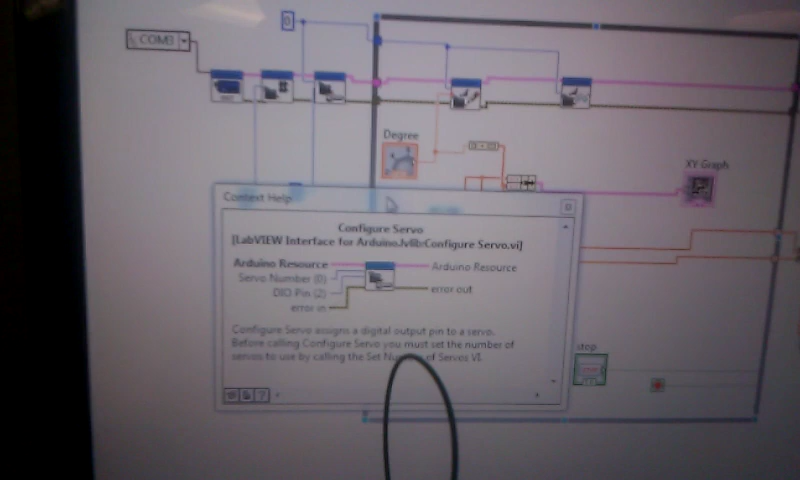 0
COM3
Degree
XY Graph
Context Help
Configure Servo
[LabVIEW Interface for Arduino.lvlib:Configure Servo.vi]
Arduino Resource Arduino Resource
Servo Number (0)
DIO Pin (2) error out
error in
Configure Servo assigns a digital output pin to a servo.
Before calling Configure Servo you must set the number of
servos to use by calling the Set Number of Servos VI.
stop
?